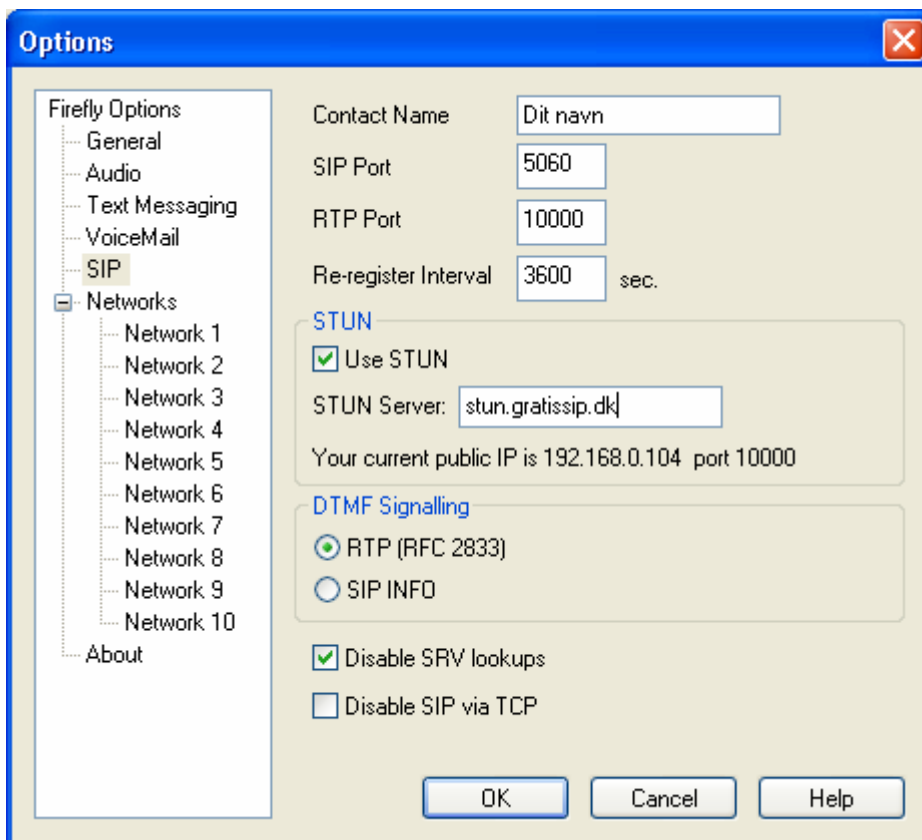 Options
Firefly Options
General
Audio
Text Messaging
VoiceMail
SIP
Networks
Network 1
Network 2
Network 3
Network 4
Network 5
Network 6
Network 7
Network 8
Network 9
Network 10
About
Contact Name Dit navn
SIP Port 5060
RTP Port 10000
Re-register Interval 3600 sec.
STUN
Use STUN
STUN Server: stun.gratissip.dk
Your current public IP is 192.168.0.104 port 10000
DTMF Signalling
RTP (RFC 2833)
SIP INFO
Disable SRV lookups
Disable SIP via TCP
OK Cancel Help